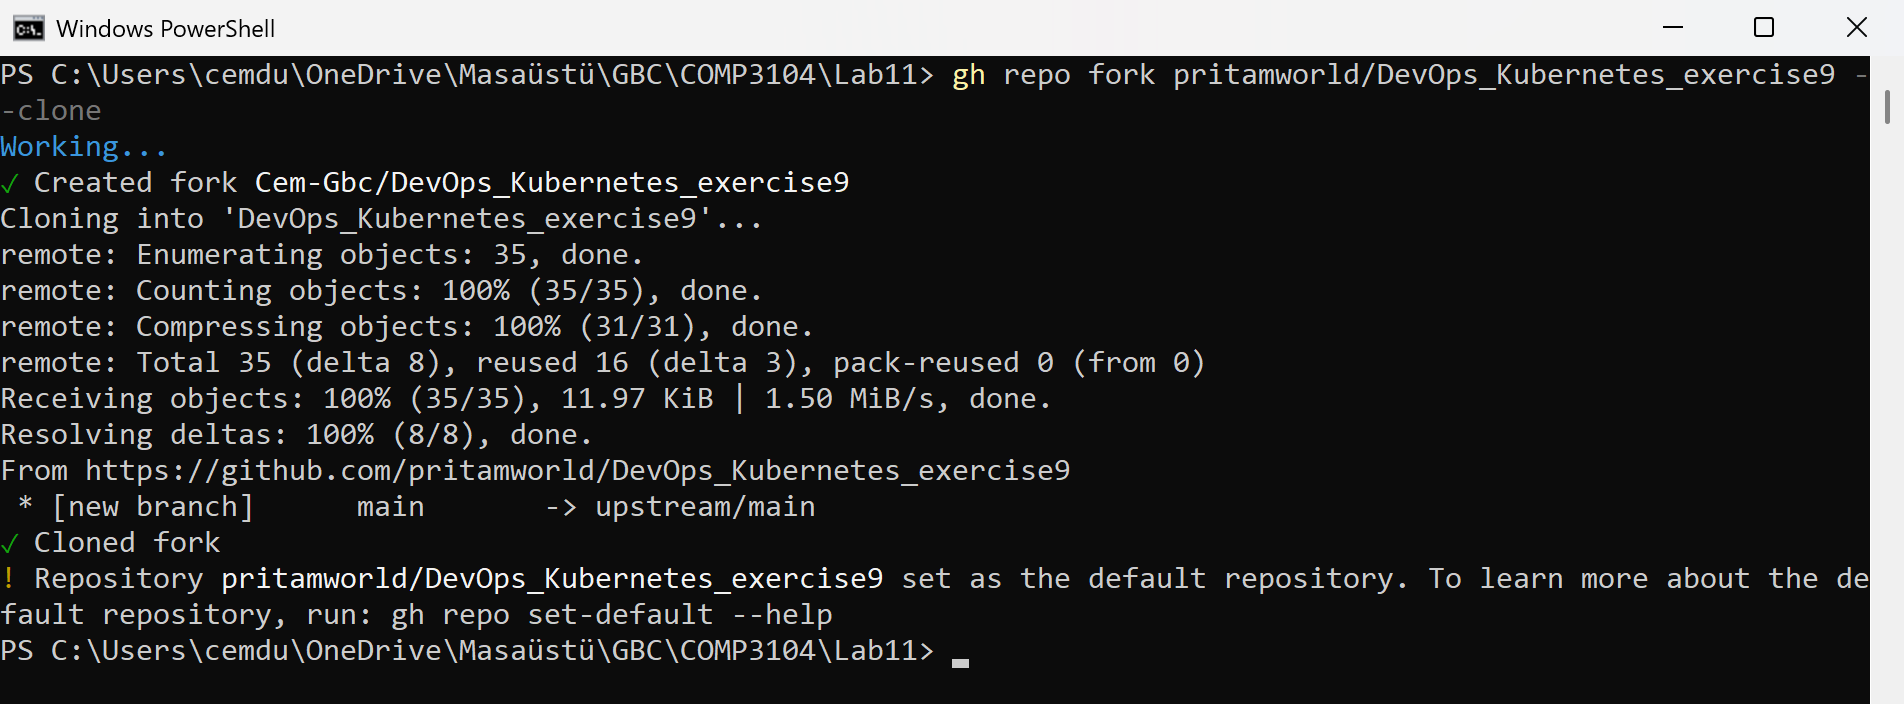 Windows PowerShell
PS C:\Users\cemdu\OneDrive\Masaüstü\GBC\COMP3104\Lab11> gh repo fork pritamworld/DevOps_Kubernetes_exercise9 -
-clone
Working...
✓ Created fork Cem-Gbc/DevOps_Kubernetes_exercise9
Cloning into 'DevOps_Kubernetes_exercise9'...
remote: Enumerating objects: 35, done.
remote: Counting objects: 100% (35/35), done.
remote: Compressing objects: 100% (31/31), done.
remote: Total 35 (delta 8), reused 16 (delta 3), pack-reused 0 (from 0)
Receiving objects: 100% (35/35), 11.97 KiB | 1.50 MiB/s, done.
Resolving deltas: 100% (8/8), done.
From https://github.com/pritamworld/DevOps_Kubernetes_exercise9
 * [new branch]      main       -> upstream/main
✓ Cloned fork
! Repository pritamworld/DevOps_Kubernetes_exercise9 set as the default repository. To learn more about the de
fault repository, run: gh repo set-default --help
PS C:\Users\cemdu\OneDrive\Masaüstü\GBC\COMP3104\Lab11>